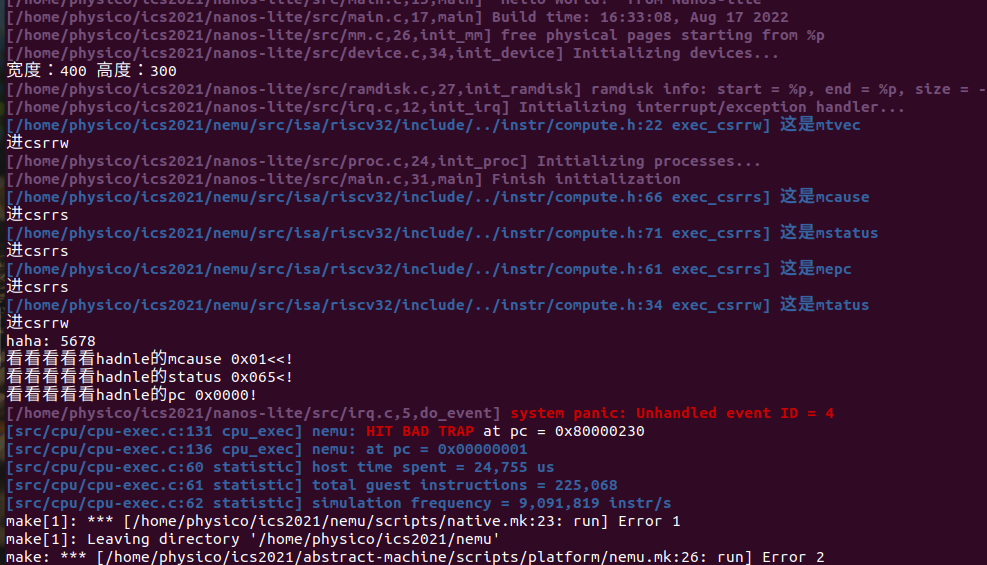 [/home/physico/ics2021/nanos-lite/src/main.c,15,main] 'Hello World!' from Nanos-lite
[/home/physico/ics2021/nanos-lite/src/main.c,17,main] Build time: 16:33:08, Aug 17 2022
[/home/physico/ics2021/nanos-lite/src/mm.c,26,init_mm] free physical pages starting from %p
[/home/physico/ics2021/nanos-lite/src/device.c,34,init_device] Initializing devices...
宽度：400 高度：300
[/home/physico/ics2021/nanos-lite/src/ramdisk.c,27,init_ramdisk] ramdisk info: start = %p, end = %p, size = -
[/home/physico/ics2021/nanos-lite/src/irq.c,12,init_irq] Initializing interrupt/exception handler...
[/home/physico/ics2021/nemu/src/isa/riscv32/include/../instr/compute.h:22 exec_csrrw] 这是mtvec
进csrrw
[/home/physico/ics2021/nanos-lite/src/proc.c,24,init_proc] Initializing processes...
[/home/physico/ics2021/nanos-lite/src/main.c,31,main] Finish initialization
[/home/physico/ics2021/nemu/src/isa/riscv32/include/../instr/compute.h:66 exec_csrrs] 这是mcause
进csrrs
[/home/physico/ics2021/nemu/src/isa/riscv32/include/../instr/compute.h:71 exec_csrrs] 这是mstatus
进csrrs
[/home/physico/ics2021/nemu/src/isa/riscv32/include/../instr/compute.h:61 exec_csrrs] 这是mepc
进csrrs
[/home/physico/ics2021/nemu/src/isa/riscv32/include/../instr/compute.h:34 exec_csrrw] 这是mtatus
进csrrw
haha: 5678
看看看看看hadnle的mcause 0x01<<!
看看看看看hadnle的status 0x065<!
看看看看看hadnle的pc 0x0000!
[/home/physico/ics2021/nanos-lite/src/irq.c,5,do_event] system panic: Unhandled event ID = 4
[src/cpu/cpu-exec.c:131 cpu_exec] nemu: HIT BAD TRAP at pc = 0x80000230
[src/cpu/cpu-exec.c:136 cpu_exec] nemu: at pc = 0x00000001
[src/cpu/cpu-exec.c:60 statistic] host time spent = 24,755 us
[src/cpu/cpu-exec.c:61 statistic] total guest instructions = 225,068
[src/cpu/cpu-exec.c:62 statistic] simulation frequency = 9,091,819 instr/s
make[1]: *** [/home/physico/ics2021/nemu/scripts/native.mk:23: run] Error 1
make[1]: Leaving directory '/home/physico/ics2021/nemu'
make: *** [/home/physico/ics2021/abstract-machine/scripts/platform/nemu.mk:26: run] Error 2